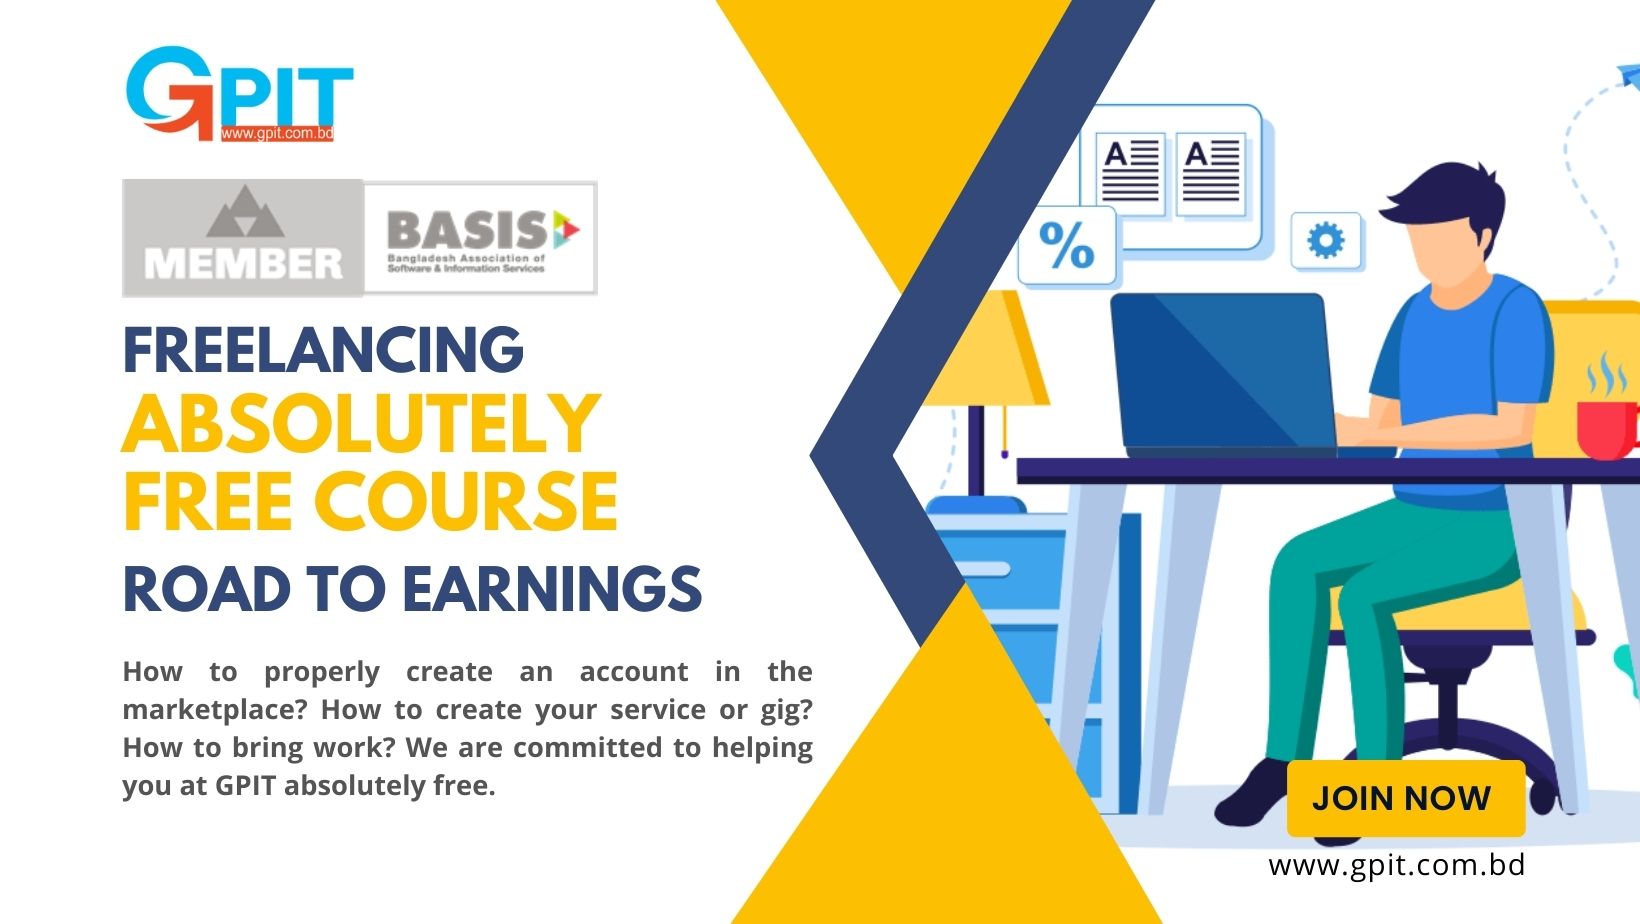 GPIT
www.gpit.com.bd
MEMBER
BASIS
Bangladesh Association of
Software & Information Services
FREELANCING
ABSOLUTELY
FREE COURSE
ROAD TO EARNINGS
How to properly create an account in the
marketplace? How to create your service or gig?
How to bring work? We are committed to helping
you at GPIT absolutely free.
A A
%
JOIN NOW
www.gpit.com.bd